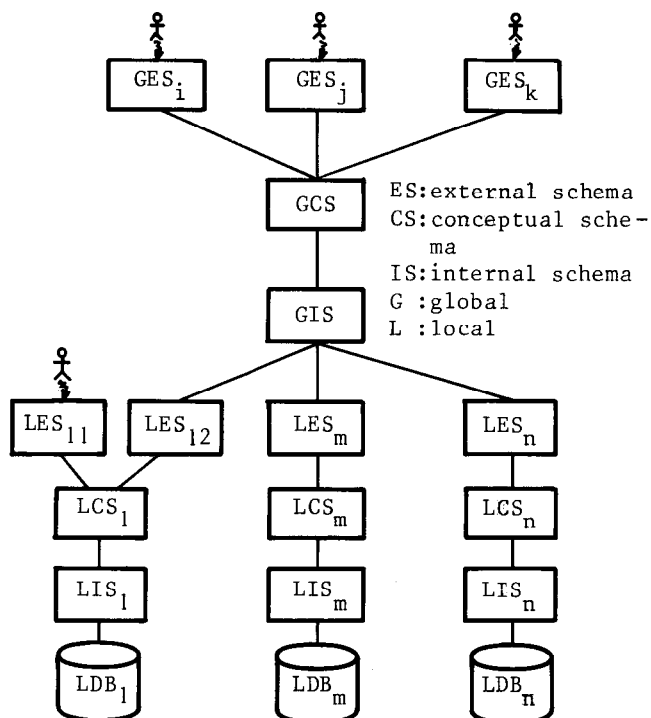 GES_i GES_j GES_k
GCS
ES:external schema
CS:conceptual sche-
ma
IS:internal schema
G :global
L :local
GIS
LES_11 LES_12 LES_m LES_n
LCS_1 LCS_m LCS_n
LIS_1 LIS_m LIS_n
LDB_1 LDB_m LDB_n